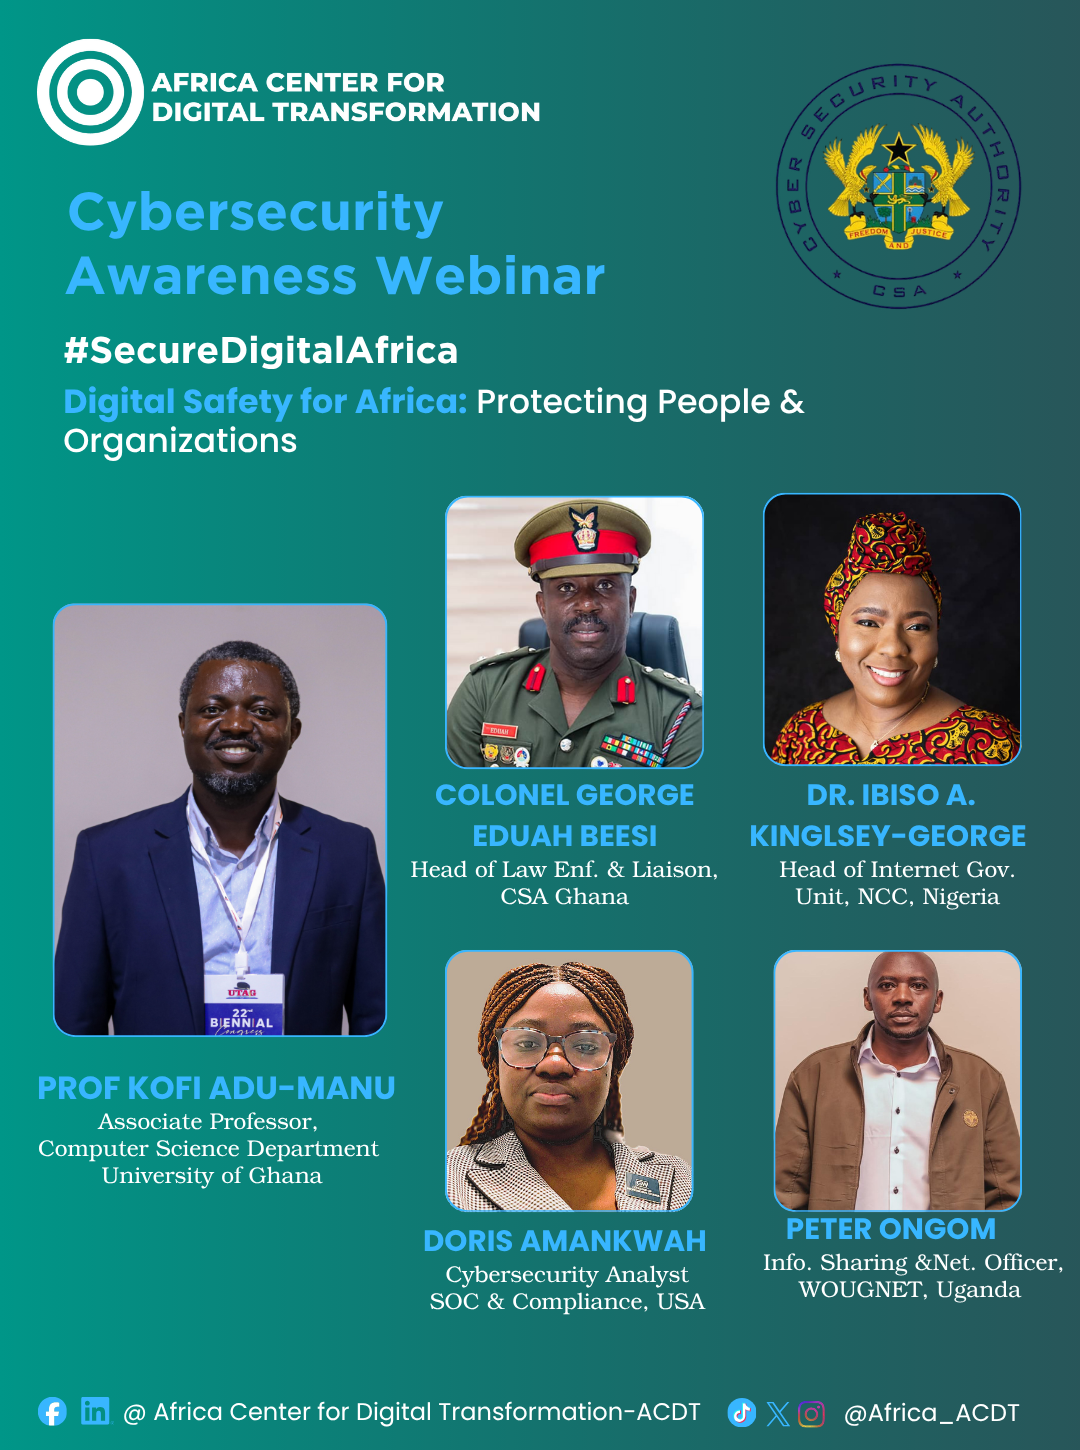 AFRICA CENTER FOR
DIGITAL TRANSFORMATION
CYBER SECURITY AUTHORITY
FREEDOM AND JUSTICE
CSA
Cybersecurity
Awareness Webinar
#SecureDigitalAfrica
Digital Safety for Africa: Protecting People &
Organizations
EDUAH
COLONEL GEORGE
EDUAH BEESI
Head of Law Enf. & Liaison,
CSA Ghana
DR. IBISO A.
KINGLSEY-GEORGE
Head of Internet Gov.
Unit, NCC, Nigeria
UTAG
22nd
BIENNIAL
Congress
PROF KOFI ADU-MANU
Associate Professor,
Computer Science Department
University of Ghana
DORIS AMANKWAH
Cybersecurity Analyst
SOC & Compliance, USA
PETER ONGOM
Info. Sharing &Net. Officer,
WOUGNET, Uganda
@ Africa Center for Digital Transformation-ACDT
@Africa_ACDT